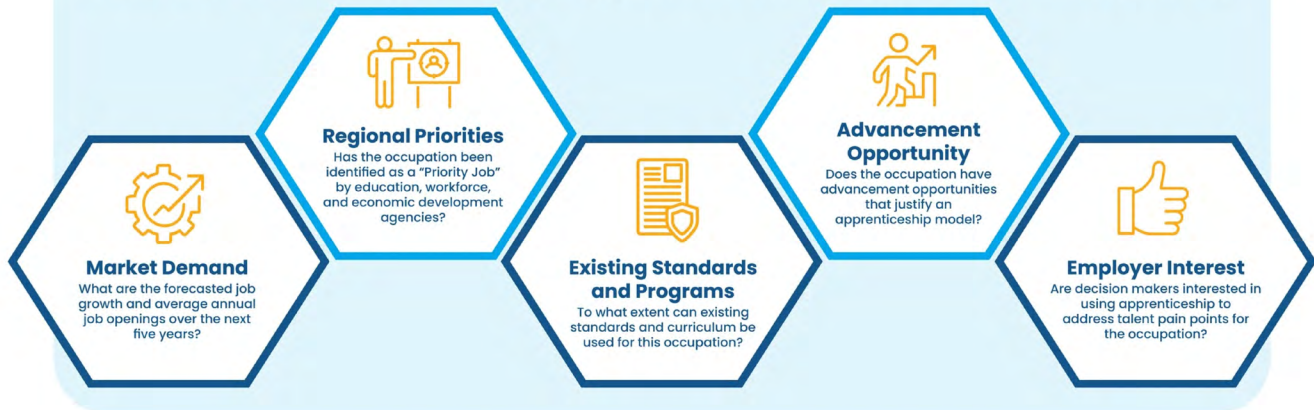 Market Demand
What are the forecasted job
growth and average annual
job openings over the next
five years?
Regional Priorities
Has the occupation been
identified as a “Priority Job”
by education, workforce,
and economic development
agencies?
Existing Standards
and Programs
To what extent can existing
standards and curriculum be
used for this occupation?
Advancement
Opportunity
Does the occupation have
advancement opportunities
that justify an
apprenticeship model?
Employer Interest
Are decision makers interested in
using apprenticeship to
address talent pain points for
the occupation?